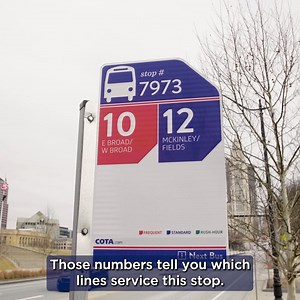 stop #
7973
10
E BROAD/
W BROAD
12
MCKINLEY/
FIELDS
FREQUENT STANDARD RUSH HOUR
COTA.com
Next Bus
Those numbers tell you which
lines service this stop.